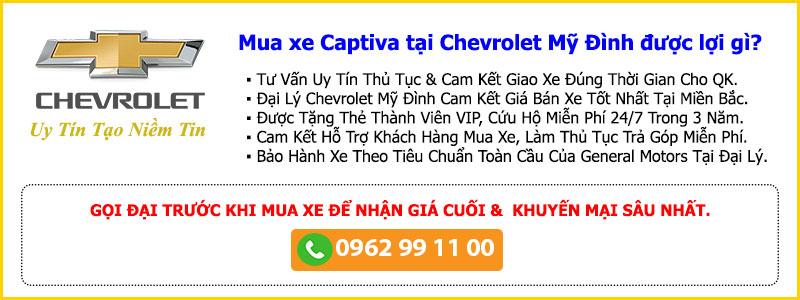 Mua xe Captiva tại Chevrolet Mỹ Đình được lợi gì?
▪ Tư Vấn Uy Tín Thủ Tục & Cam Kết Giao Xe Đúng Thời Gian Cho QK.
▪ Đại Lý Chevrolet Mỹ Đình Cam Kết Giá Bán Xe Tốt Nhất Tại Miền Bắc.
▪ Được Tặng Thẻ Thành Viên VIP, Cứu Hộ Miễn Phí 24/7 Trong 3 Năm.
▪ Cam Kết Hỗ Trợ Khách Hàng Mua Xe, Làm Thủ Tục Trả Góp Miễn Phí.
▪ Bảo Hành Xe Theo Tiêu Chuẩn Toàn Cầu Của General Motors Tại Đại Lý.
CHEVROLET
Uy Tín Tạo Niềm Tin
GỌI ĐẠI TRƯỚC KHI MUA XE ĐỂ NHẬN GIÁ CUỐI & KHUYẾN MẠI SÂU NHẤT.
0962 99 11 00